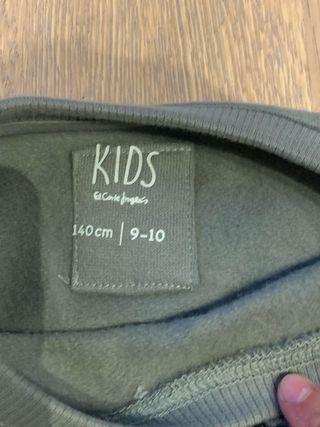 KIDS
El Corte Inglés
140 cm | 9-10